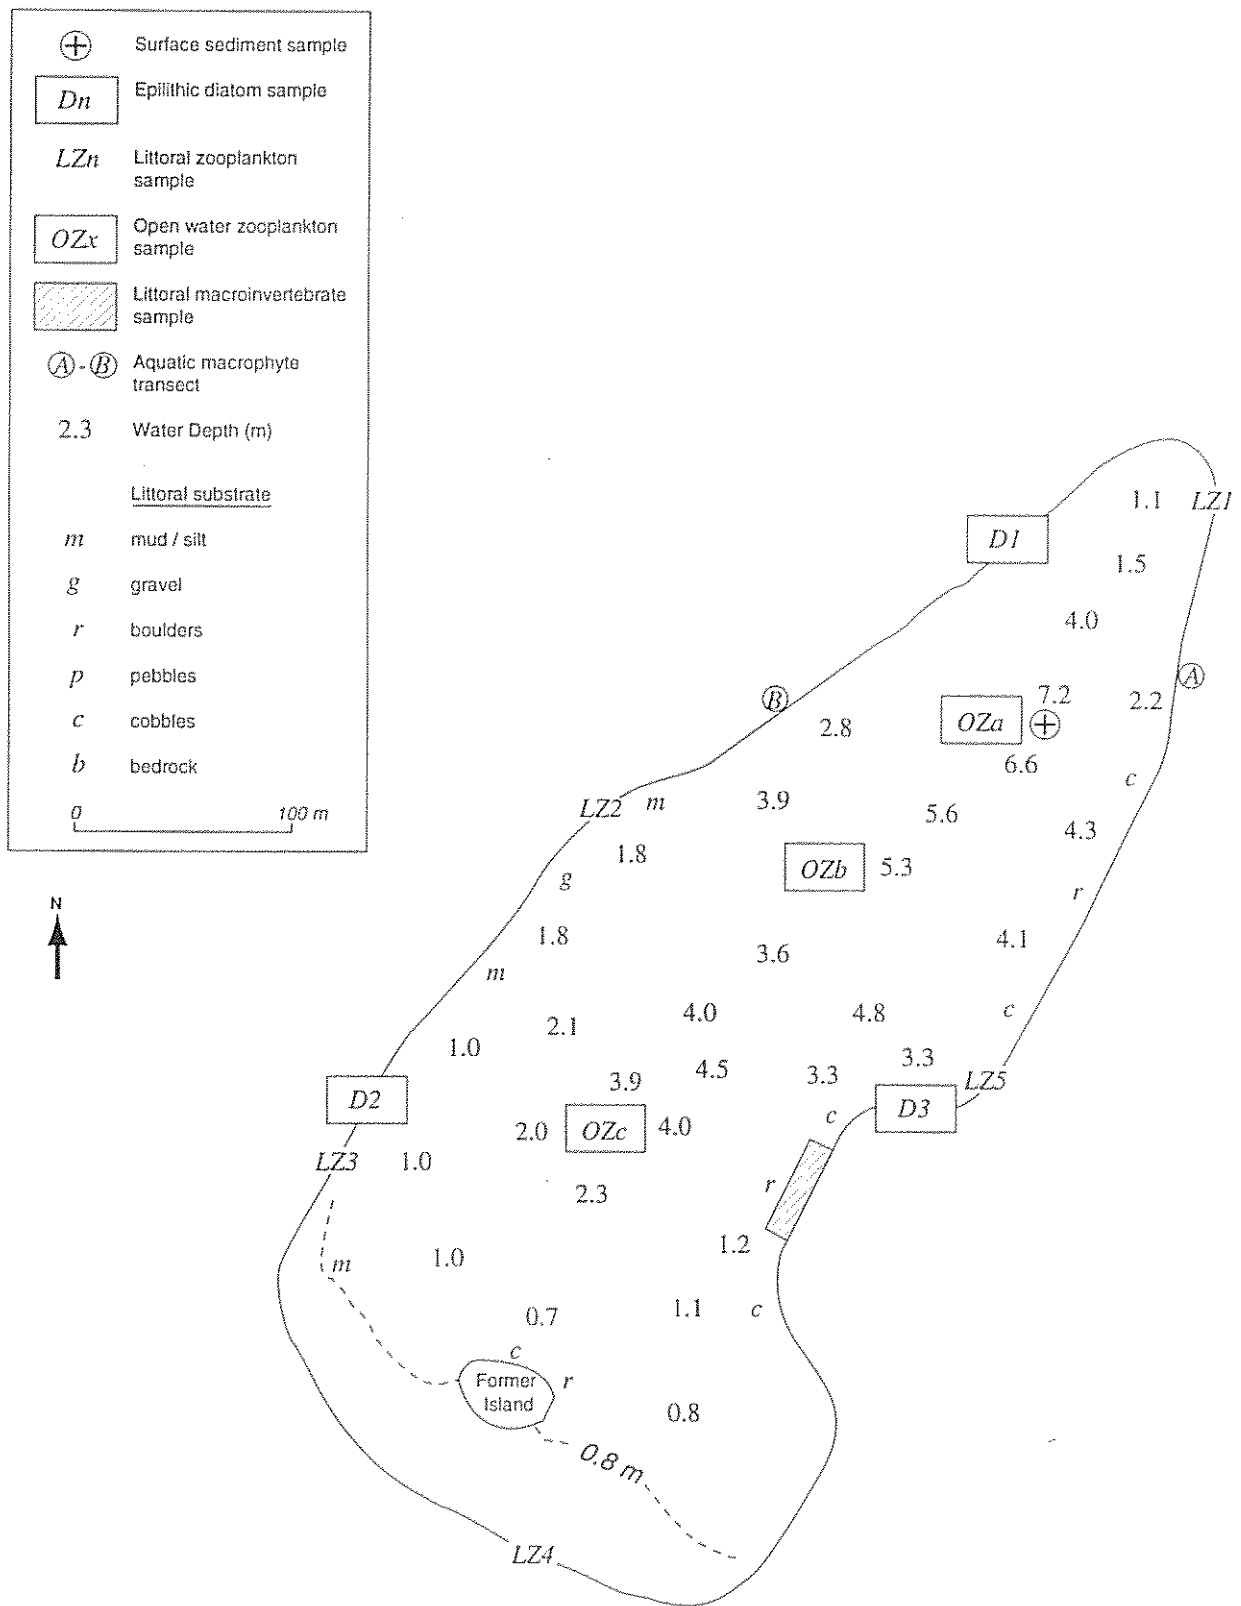 Surface sediment sample
Dn
Epilithic diatom sample
LZn
Littoral zooplankton
sample
OZx
Open water zooplankton
sample
Littoral macroinvertebrate
sample
A - B
Aquatic macrophyte
transect
2.3
Water Depth (m)
Littoral substrate
m
mud / silt
g
gravel
r
boulders
p
pebbles
c
cobbles
b
bedrock
0
100 m
N
1.1
LZ1
D1
1.5
4.0
A
7.2
2.2
B
2.8
OZa
6.6
c
LZ2
m
3.9
5.6
4.3
1.8
OZb
5.3
g
r
1.8
4.1
m
3.6
4.0
4.8
c
2.1
1.0
3.3
4.5
3.3
3.9
LZ5
D2
D3
2.0
OZc
4.0
c
LZ3
1.0
r
2.3
1.2
m
1.0
0.7
1.1
c
c
Former
Island
r
0.8
0.8 m
LZ4